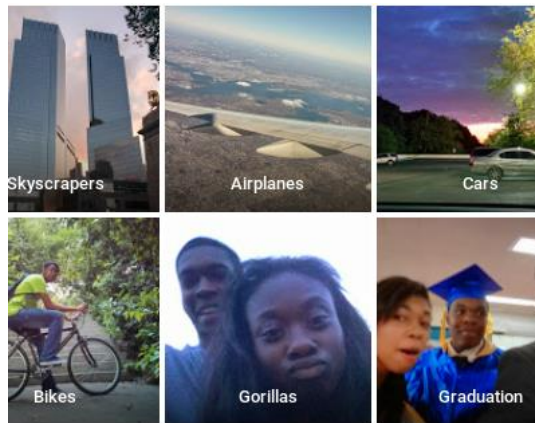 Skyscrapers
Airplanes
Cars
Bikes
Gorillas
Graduation